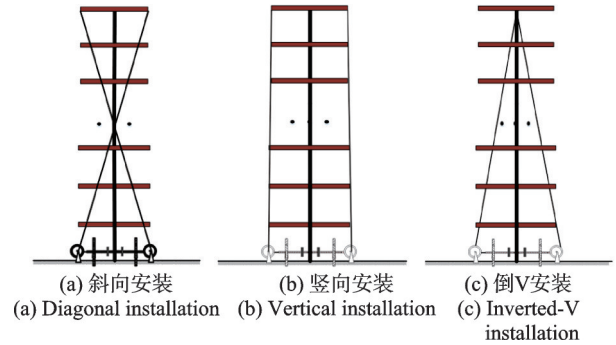 (a) 斜向安装
(a) Diagonal installation
(b) 竖向安装
(b) Vertical installation
(c) 倒V安装
(c) Inverted-V
installation